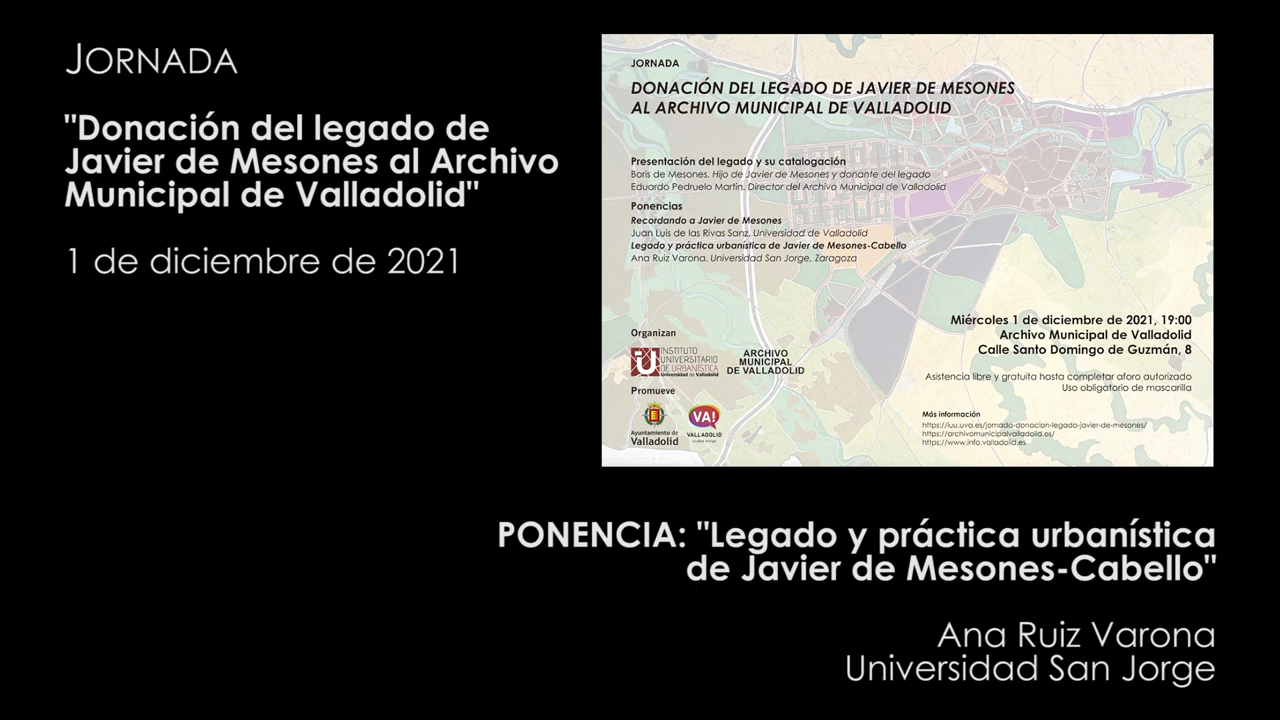 JORNADA
"Donación del legado de
Javier de Mesones al Archivo
Municipal de Valladolid"
1 de diciembre de 2021
JORNADA
DONACIÓN DEL LEGADO DE JAVIER DE MESONES
AL ARCHIVO MUNICIPAL DE VALLADOLID
Presentación del legado y su catalogación
Boris de Mesones. Hijo de Javier de Mesones y donante del legado
Eduardo Pedruelo Martín. Director del Archivo Municipal de Valladolid
Ponencias
Recordando a Javier de Mesones
Juan Luis de las Rivas Sanz. Universidad de Valladolid
Legado y práctica urbanística de Javier de Mesones-Cabello
Ana Ruiz Varona. Universidad San Jorge, Zaragoza
Miércoles 1 de diciembre de 2021, 19:00
Archivo Municipal de Valladolid
Calle Santo Domingo de Guzmán, 8
Asistencia libre y gratuita hasta completar aforo autorizado
Uso obligatorio de mascarilla
Organizan
IU
INSTITUTO
UNIVERSITARIO
DE URBANÍSTICA
Universidad de Valladolid
ARCHIVO
MUNICIPAL
DE VALLADOLID
Promueve
Ayuntamiento de
Valladolid
VA!
VALLADOLID
ciudad amiga
Más información
https://iuu.uva.es/jornada-donacion-legado-javier-de-mesones/
https://archivomunicipalvalladolid.es/
https://www.info.valladolid.es
PONENCIA: "Legado y práctica urbanística
de Javier de Mesones-Cabello"
Ana Ruiz Varona
Universidad San Jorge